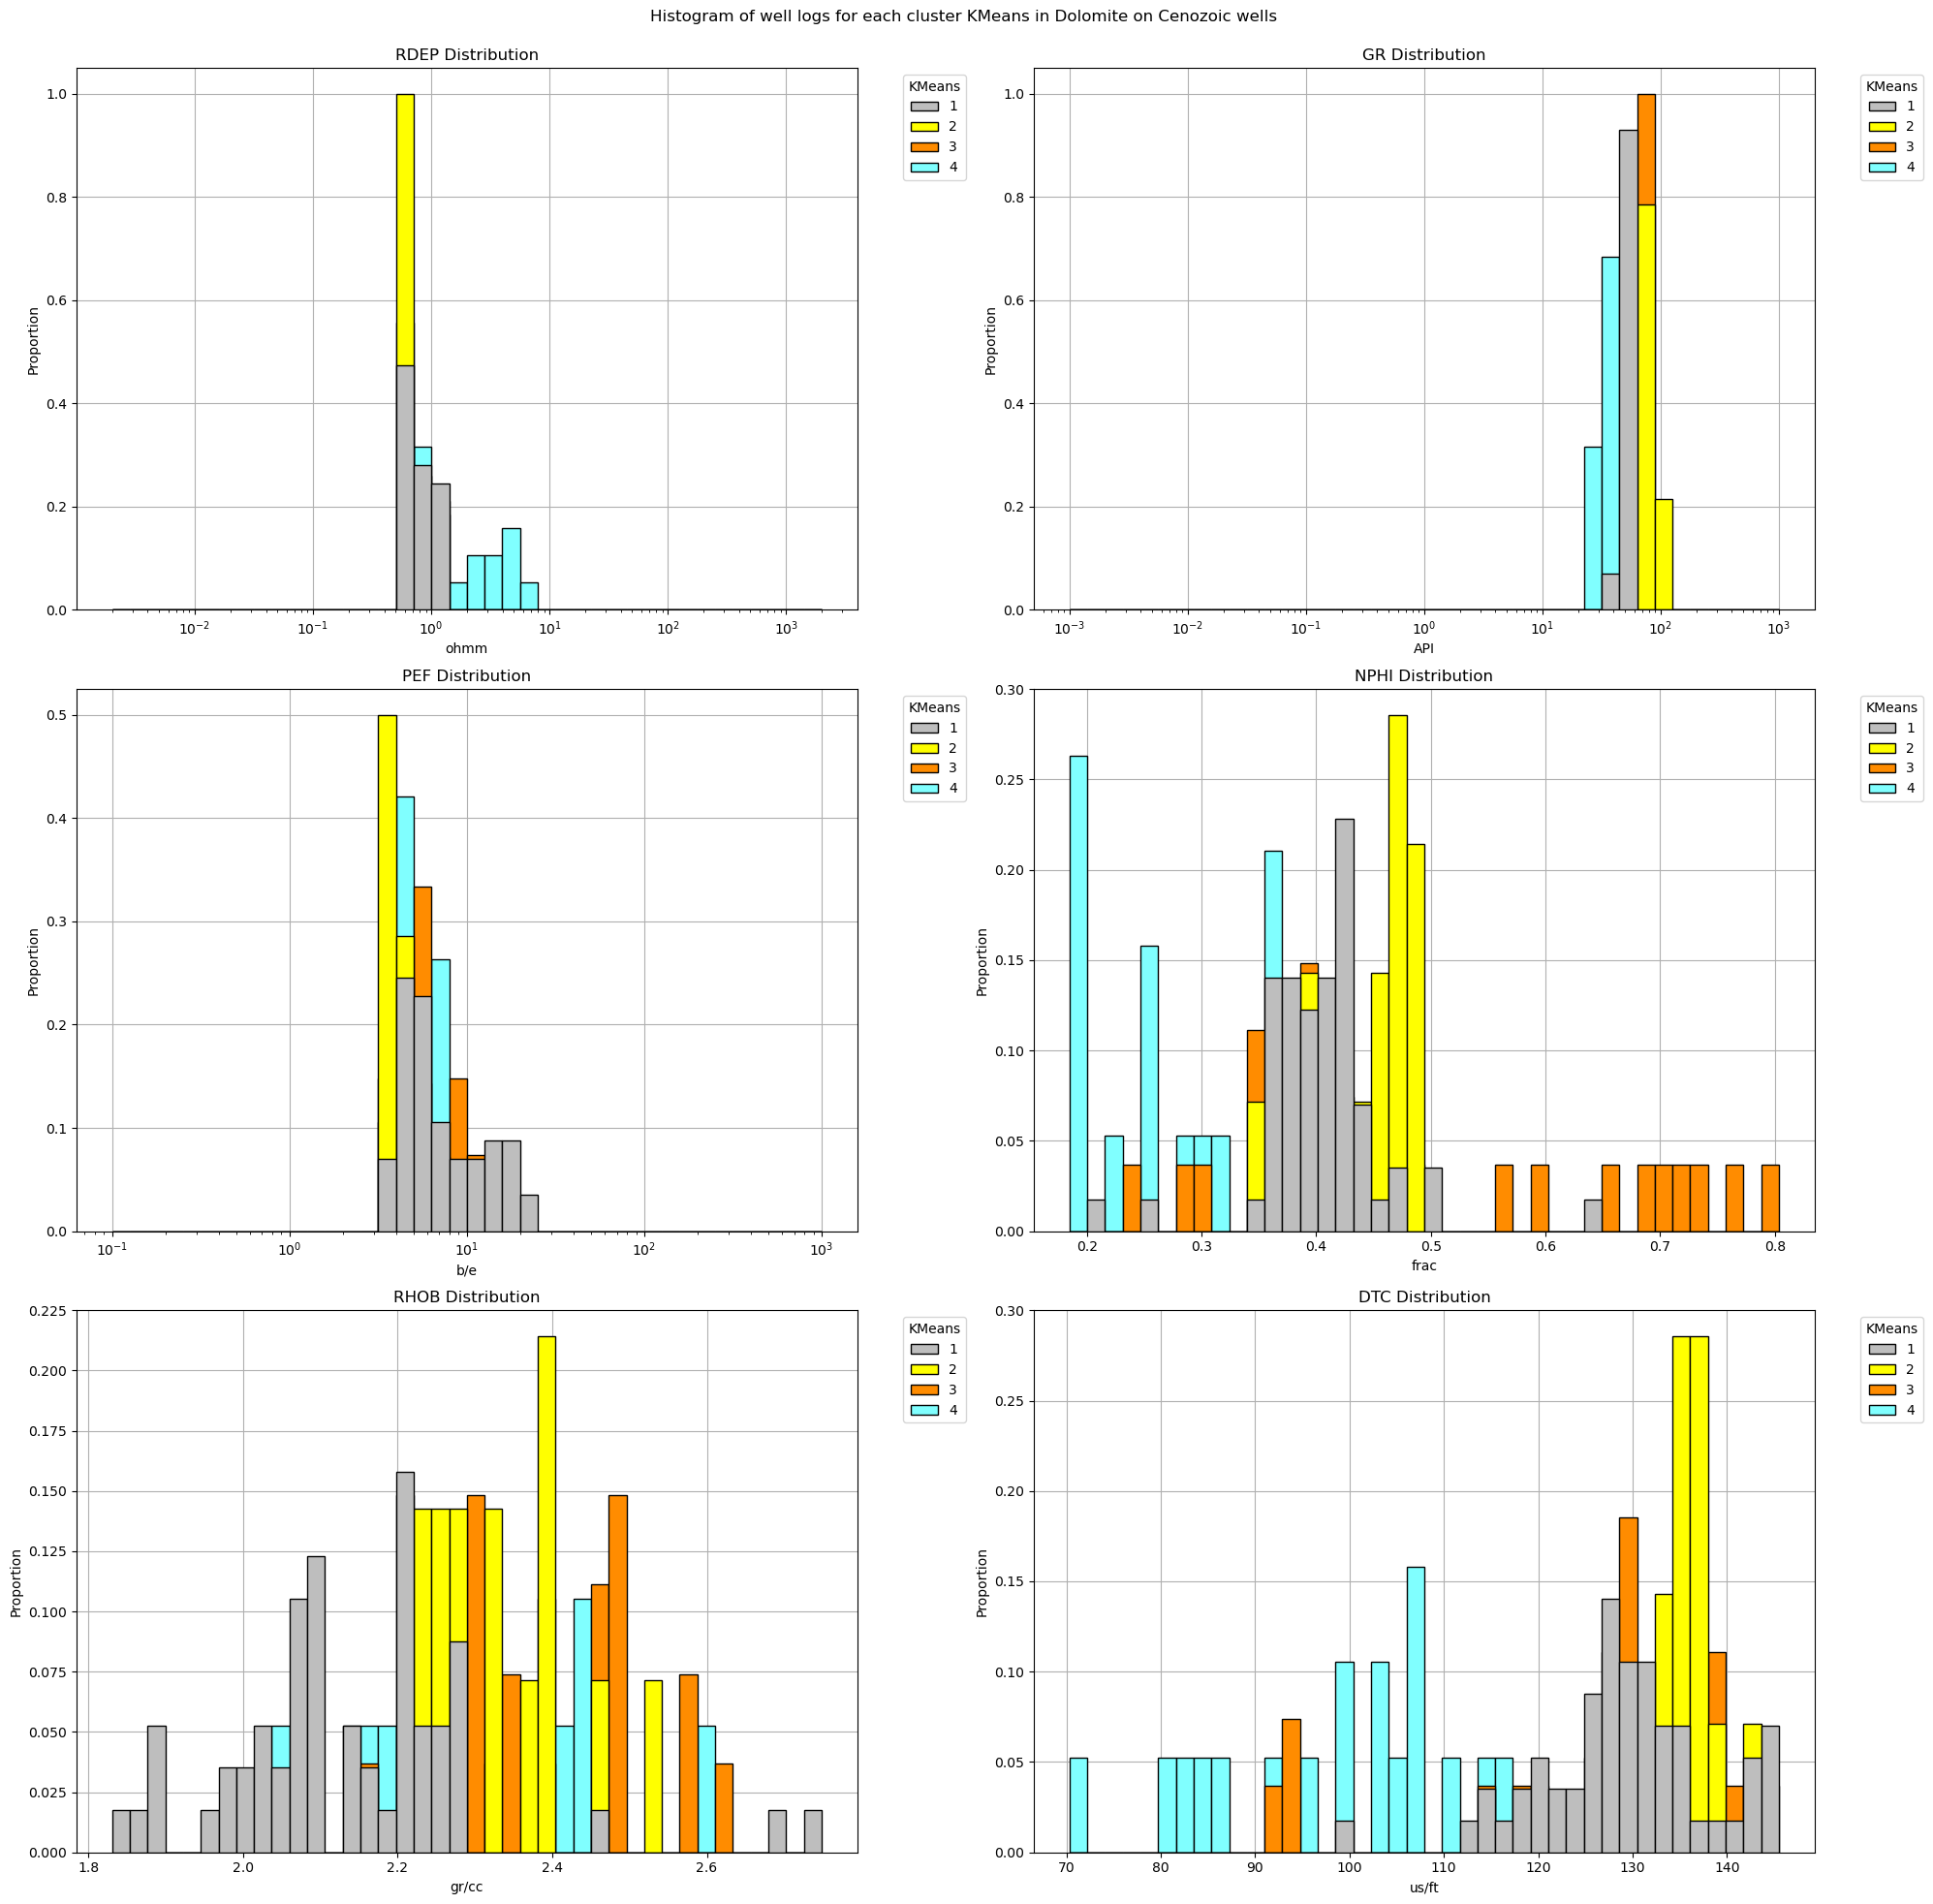 Histogram of well logs for each cluster KMeans in Dolomite on Cenozoic wells
RDEP Distribution
Proportion
1.0
0.8
0.6
0.4
0.2
0.0
10⁻² 10⁻¹ 10⁰ 10¹ 10² 10³
ohmm
KMeans
1
2
3
4
GR Distribution
Proportion
1.0
0.8
0.6
0.4
0.2
0.0
10⁻³ 10⁻² 10⁻¹ 10⁰ 10¹ 10² 10³
API
KMeans
1
2
3
4
PEF Distribution
Proportion
0.5
0.4
0.3
0.2
0.1
0.0
10⁻¹ 10⁰ 10¹ 10² 10³
b/e
KMeans
1
2
3
4
NPHI Distribution
Proportion
0.30
0.25
0.20
0.15
0.10
0.05
0.00
0.2 0.3 0.4 0.5 0.6 0.7 0.8
frac
KMeans
1
2
3
4
RHOB Distribution
Proportion
0.225
0.200
0.175
0.150
0.125
0.100
0.075
0.050
0.025
0.000
1.8 2.0 2.2 2.4 2.6
gr/cc
KMeans
1
2
3
4
DTC Distribution
Proportion
0.30
0.25
0.20
0.15
0.10
0.05
0.00
70 80 90 100 110 120 130 140
us/ft
KMeans
1
2
3
4